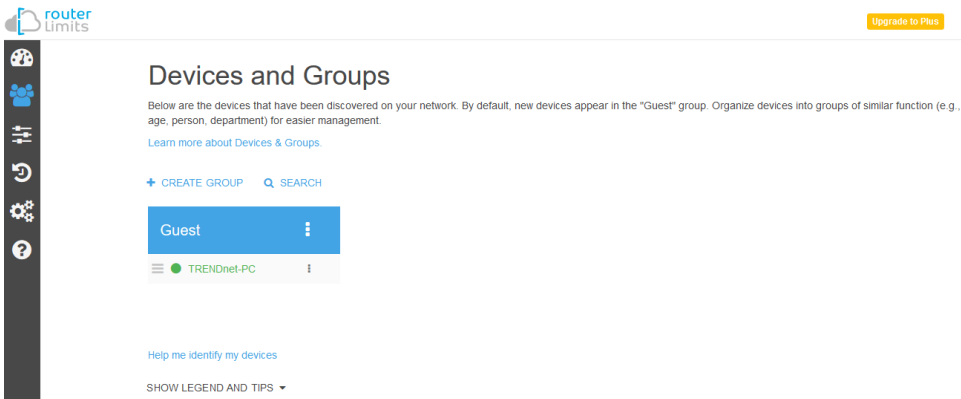 router
Limits
Upgrade to Plus
Devices and Groups
Below are the devices that have been discovered on your network. By default, new devices appear in the "Guest" group. Organize devices into groups of similar function (e.g.,
age, person, department) for easier management.
Learn more about Devices & Groups.
+ CREATE GROUP SEARCH
Guest
TRENDnet-PC
Help me identify my devices
SHOW LEGEND AND TIPS